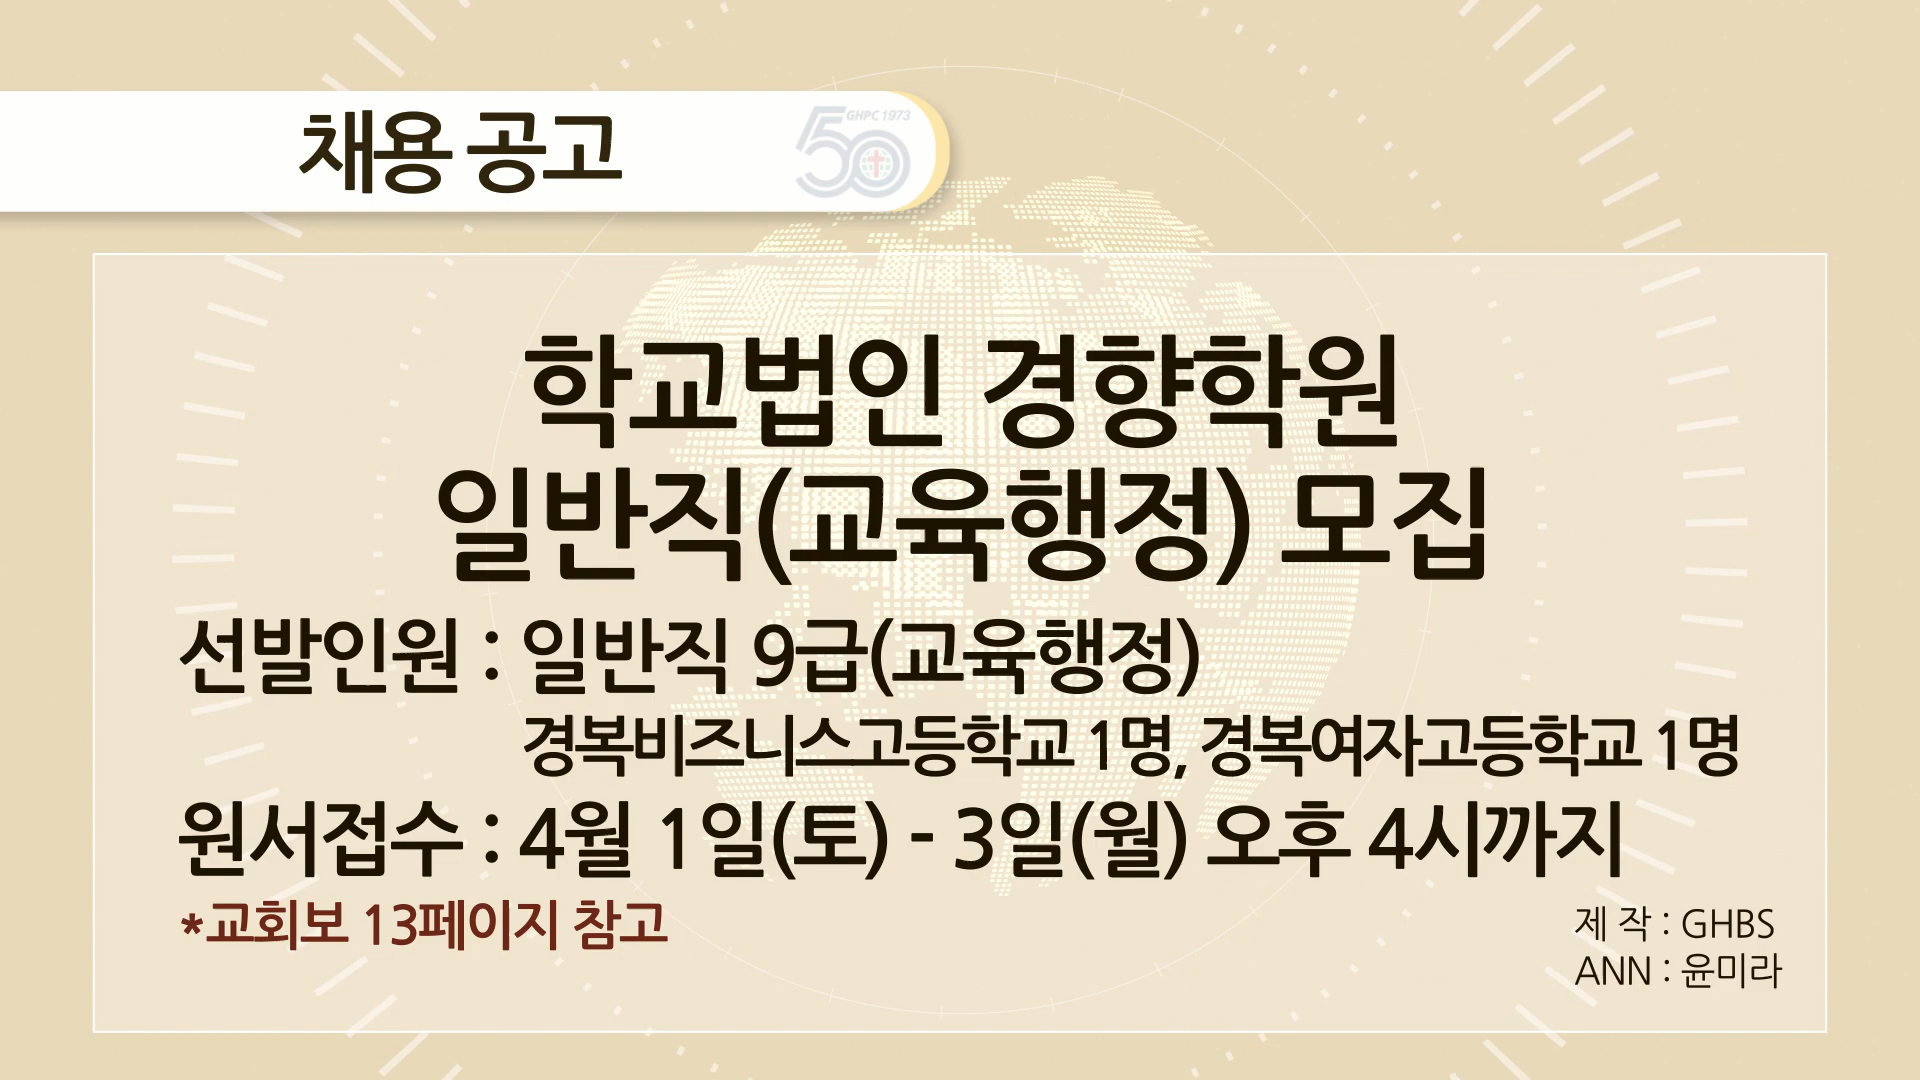 채용 공고
GHPC 1973
50
학교법인 경향학원
일반직(교육행정) 모집
선발인원 : 일반직 9급(교육행정)
경복비즈니스고등학교 1명, 경복여자고등학교 1명
원서접수 : 4월 1일(토) - 3일(월) 오후 4시까지
*교회보 13페이지 참고
제 작 : GHBS
ANN : 윤미라